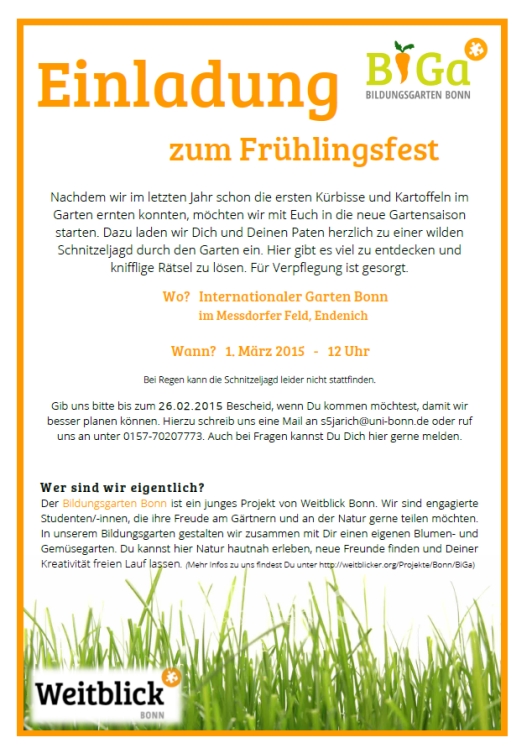 Einladung
BiGa
BILDUNGSGARTEN BONN
zum Frühlingsfest
Nachdem wir im letzten Jahr schon die ersten Kürbisse und Kartoffeln im
Garten ernten konnten, möchten wir mit Euch in die neue Gartensaison
starten. Dazu laden wir Dich und Deinen Paten herzlich zu einer wilden
Schnitzeljagd durch den Garten ein. Hier gibt es viel zu entdecken und
knifflige Rätsel zu lösen. Für Verpflegung ist gesorgt.
Wo? Internationaler Garten Bonn
im Messdorfer Feld, Endenich
Wann? 1. März 2015 - 12 Uhr
Bei Regen kann die Schnitzeljagd leider nicht stattfinden.
Gib uns bitte bis zum 26.02.2015 Bescheid, wenn Du kommen möchtest, damit wir
besser planen können. Hierzu schreib uns eine Mail an s5jarich@uni-bonn.de oder ruf
uns an unter 0157-70207773. Auch bei Fragen kannst Du Dich hier gerne melden.
Wer sind wir eigentlich?
Der Bildungsgarten Bonn ist ein junges Projekt von Weitblick Bonn. Wir sind engagierte
Studenten/-innen, die ihre Freude am Gärtnern und an der Natur gerne teilen möchten.
In unserem Bildungsgarten gestalten wir zusammen mit Dir einen eigenen Blumen- und
Gemüsegarten. Du kannst hier Natur hautnah erleben, neue Freunde finden und Deiner
Kreativität freien Lauf lassen. (Mehr Infos zu uns findest Du unter http://weitblicker.org/Projekte/Bonn/BiGa)
Weitblick
BONN